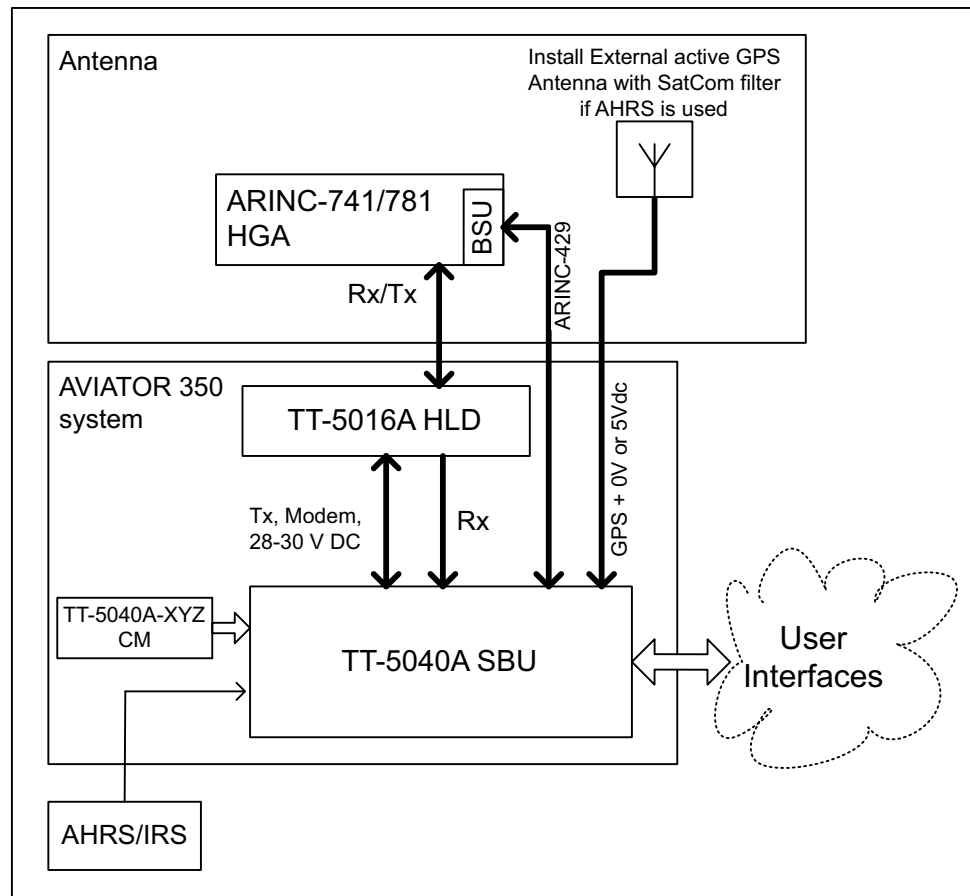 Antenna
Install External active GPS
Antenna with SatCom filter
if AHRS is used
ARINC-741/781
HGA
BSU
ARINC-429
Rx/Tx
AVIATOR 350
system
TT-5016A HLD
GPS + 0V or 5Vdc
Tx, Modem,
28-30 V DC
Rx
TT-5040A-XYZ
CM
TT-5040A SBU
User
Interfaces
AHRS/IRS